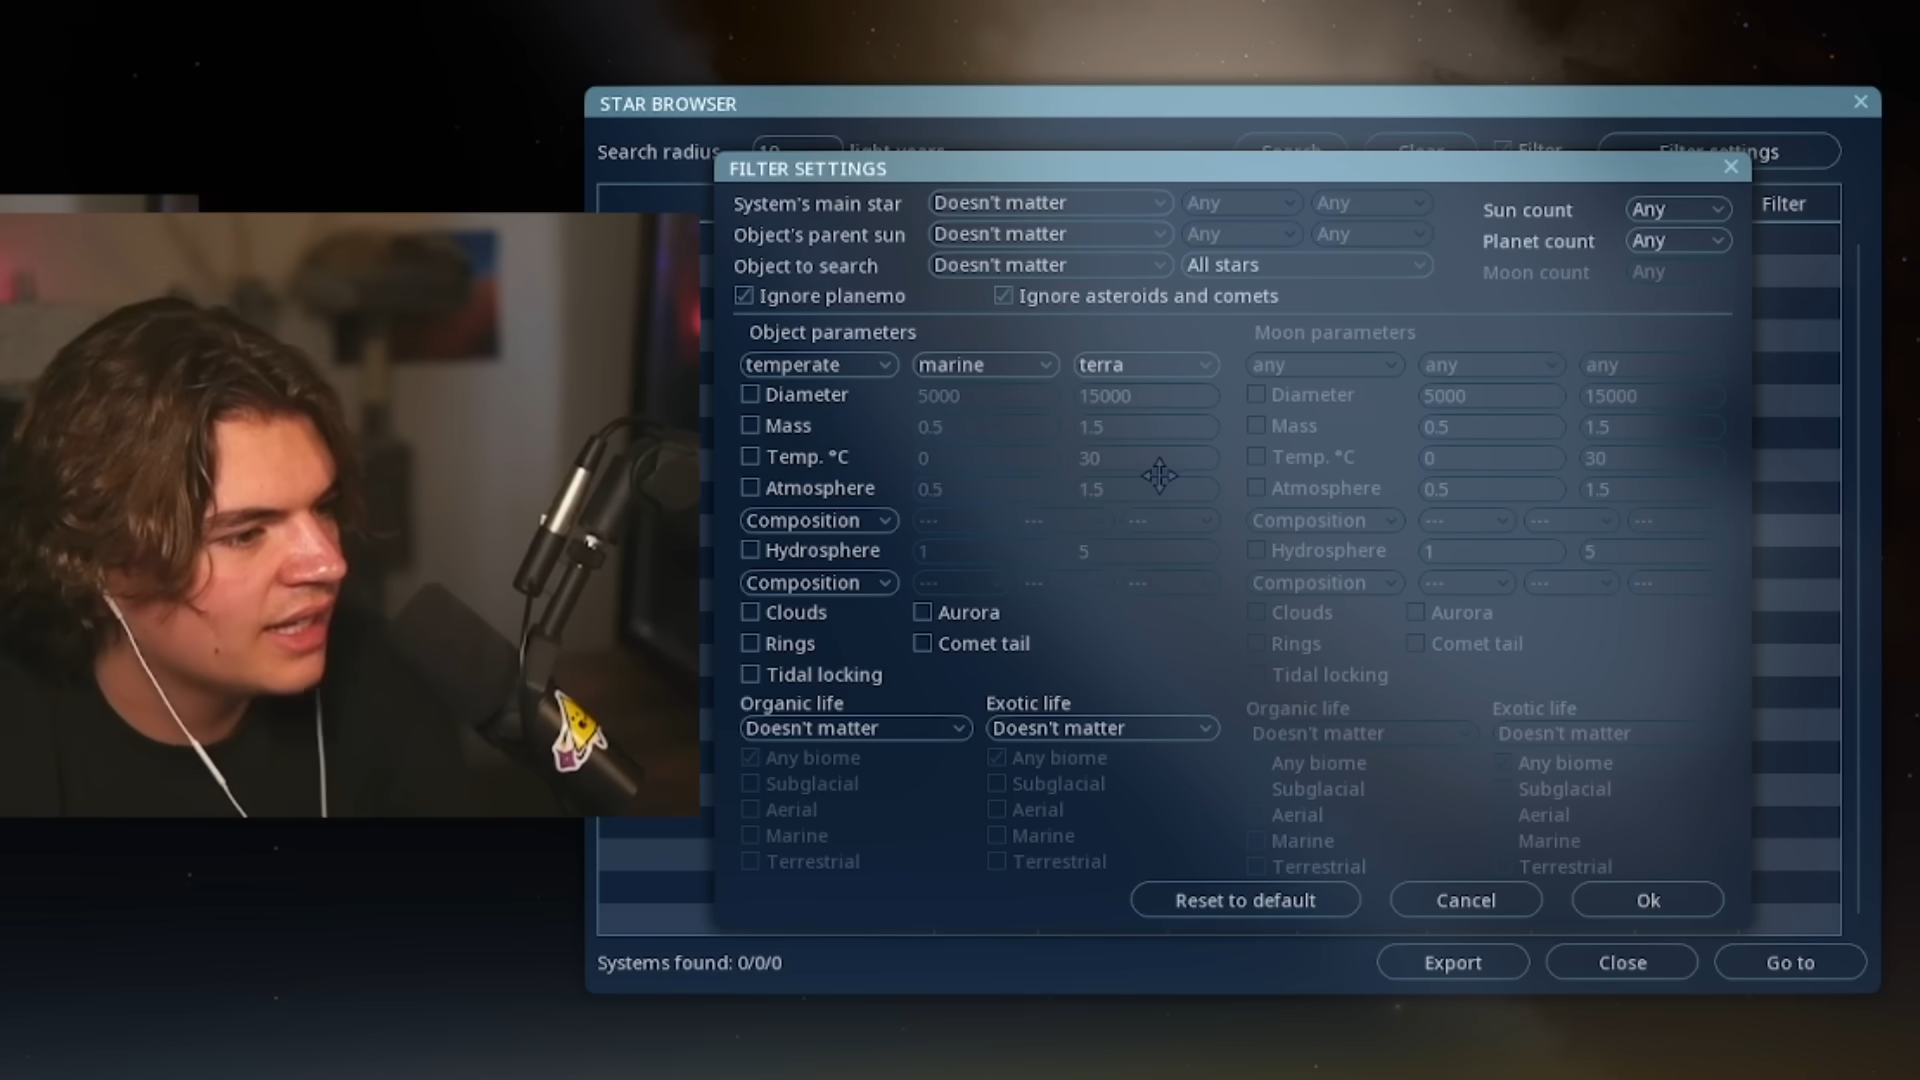 STAR BROWSER
Search radius 10 light years Search Clear Filter Filter settings
FILTER SETTINGS
System's main star Doesn't matter Any Any Sun count Any
Filter
Object's parent sun Doesn't matter Any Any Planet count Any
Object to search Doesn't matter All stars Moon count Any
Ignore planemo Ignore asteroids and comets
Object parameters Moon parameters
temperate marine terra any any any
Diameter 5000 15000 Diameter 5000 15000
Mass 0.5 1.5 Mass 0.5 1.5
Temp. °C 0 30 Temp. °C 0 30
Atmosphere 0.5 1.5 Atmosphere 0.5 1.5
Composition --- --- --- Composition --- --- ---
Hydrosphere 1 5 Hydrosphere 1 5
Composition --- --- --- Composition --- --- ---
Clouds Aurora Clouds Aurora
Rings Comet tail Rings Comet tail
Tidal locking Tidal locking
Organic life Exotic life Organic life Exotic life
Doesn't matter Doesn't matter Doesn't matter Doesn't matter
Any biome Any biome Any biome Any biome
Subglacial Subglacial Subglacial Subglacial
Aerial Aerial Aerial Aerial
Marine Marine Marine Marine
Terrestrial Terrestrial Terrestrial Terrestrial
Reset to default Cancel Ok
Systems found: 0/0/0 Export Close Go to